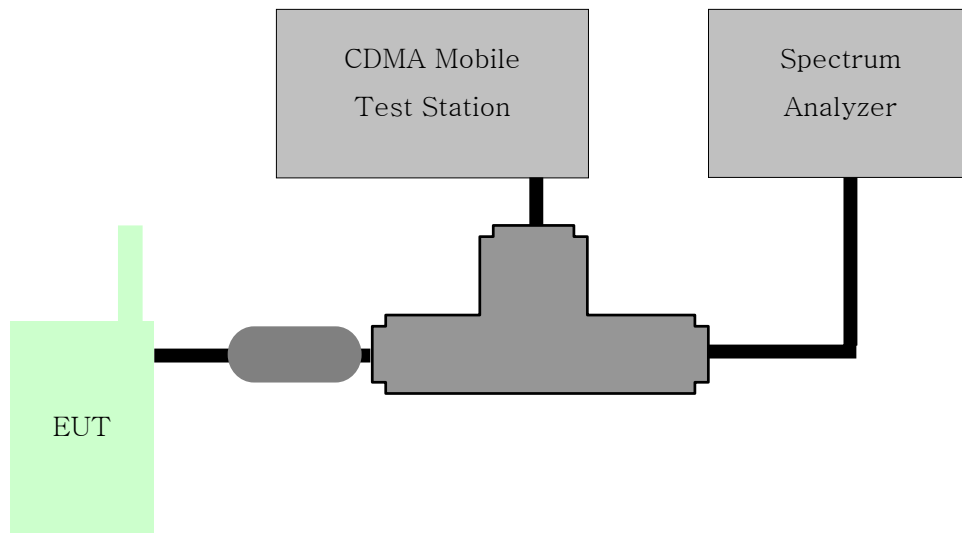 CDMA Mobile
Test Station
Spectrum
Analyzer
EUT